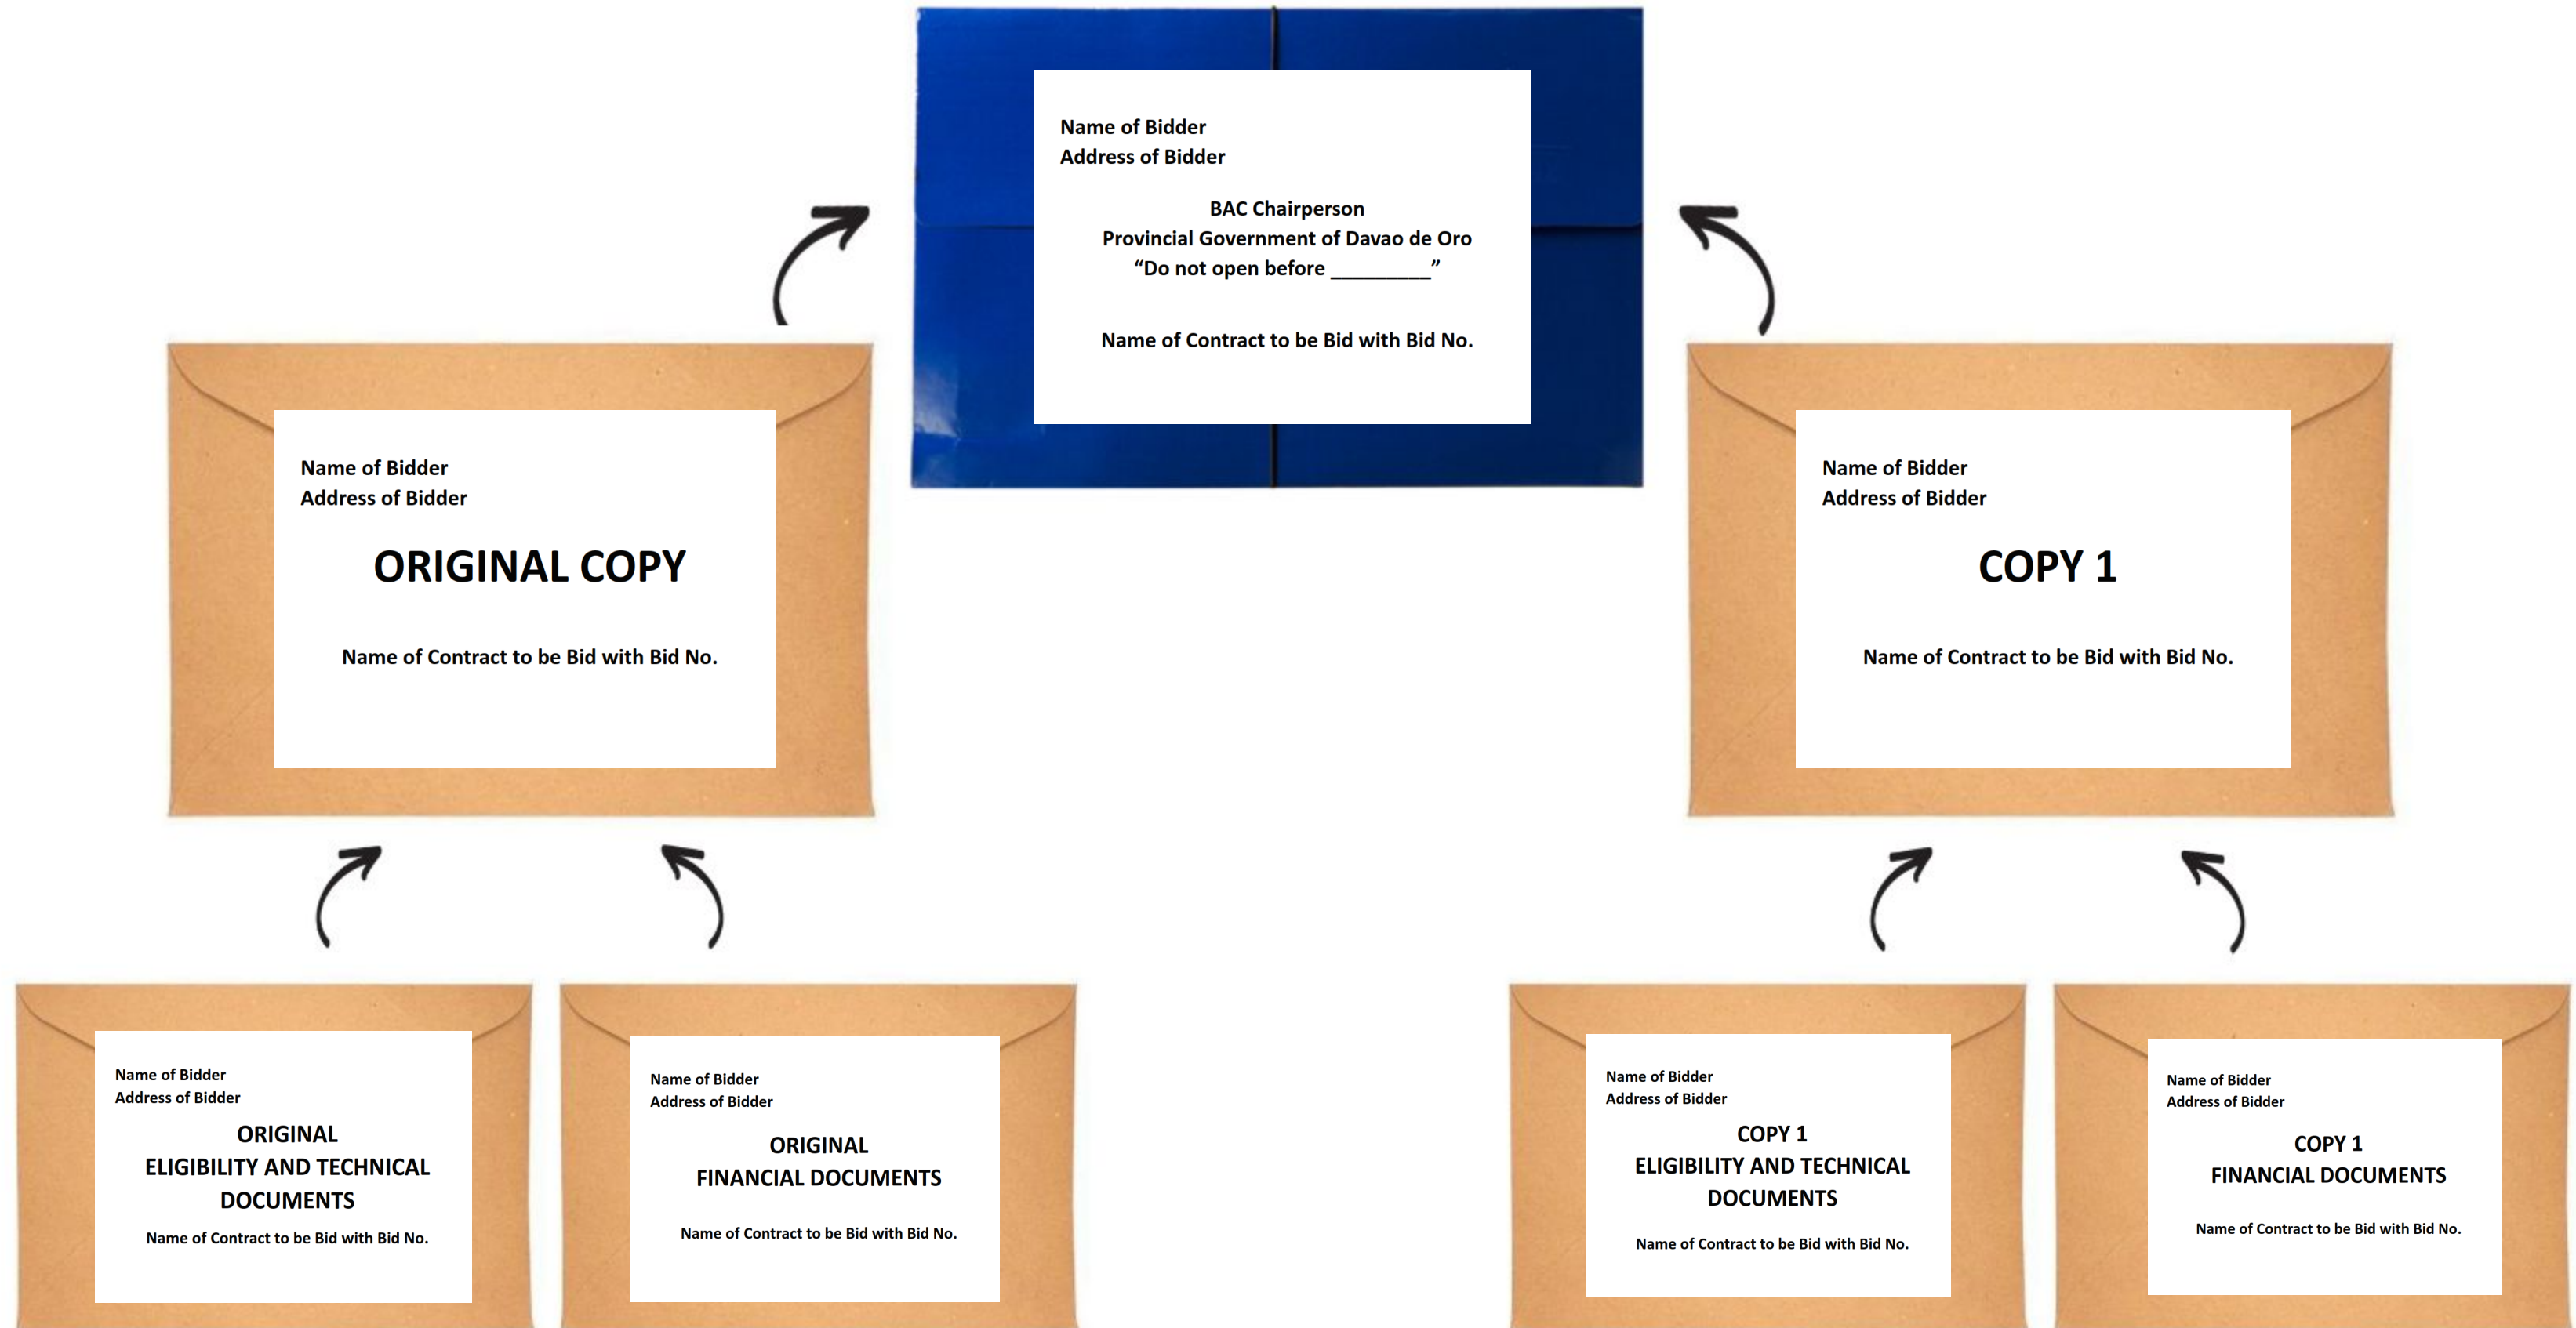 Name of Bidder
Address of Bidder
BAC Chairperson
Provincial Government of Davao de Oro
“Do not open before _________”
Name of Contract to be Bid with Bid No.
Name of Bidder
Address of Bidder
ORIGINAL COPY
Name of Contract to be Bid with Bid No.
Name of Bidder
Address of Bidder
COPY 1
Name of Contract to be Bid with Bid No.
Name of Bidder
Address of Bidder
ORIGINAL
ELIGIBILITY AND TECHNICAL
DOCUMENTS
Name of Contract to be Bid with Bid No.
Name of Bidder
Address of Bidder
ORIGINAL
FINANCIAL DOCUMENTS
Name of Contract to be Bid with Bid No.
Name of Bidder
Address of Bidder
COPY 1
ELIGIBILITY AND TECHNICAL
DOCUMENTS
Name of Contract to be Bid with Bid No.
Name of Bidder
Address of Bidder
COPY 1
FINANCIAL DOCUMENTS
Name of Contract to be Bid with Bid No.